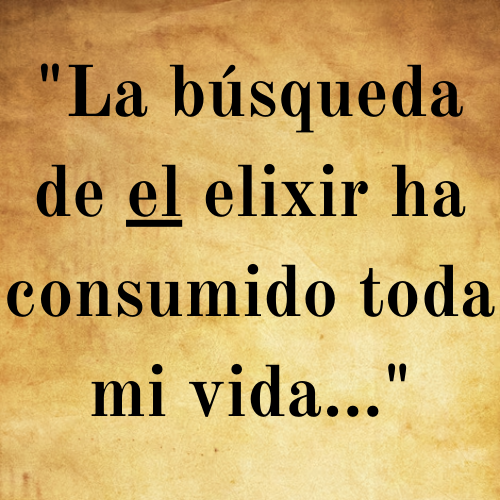 "La búsqueda
de el elixir ha
consumido toda
mi vida..."